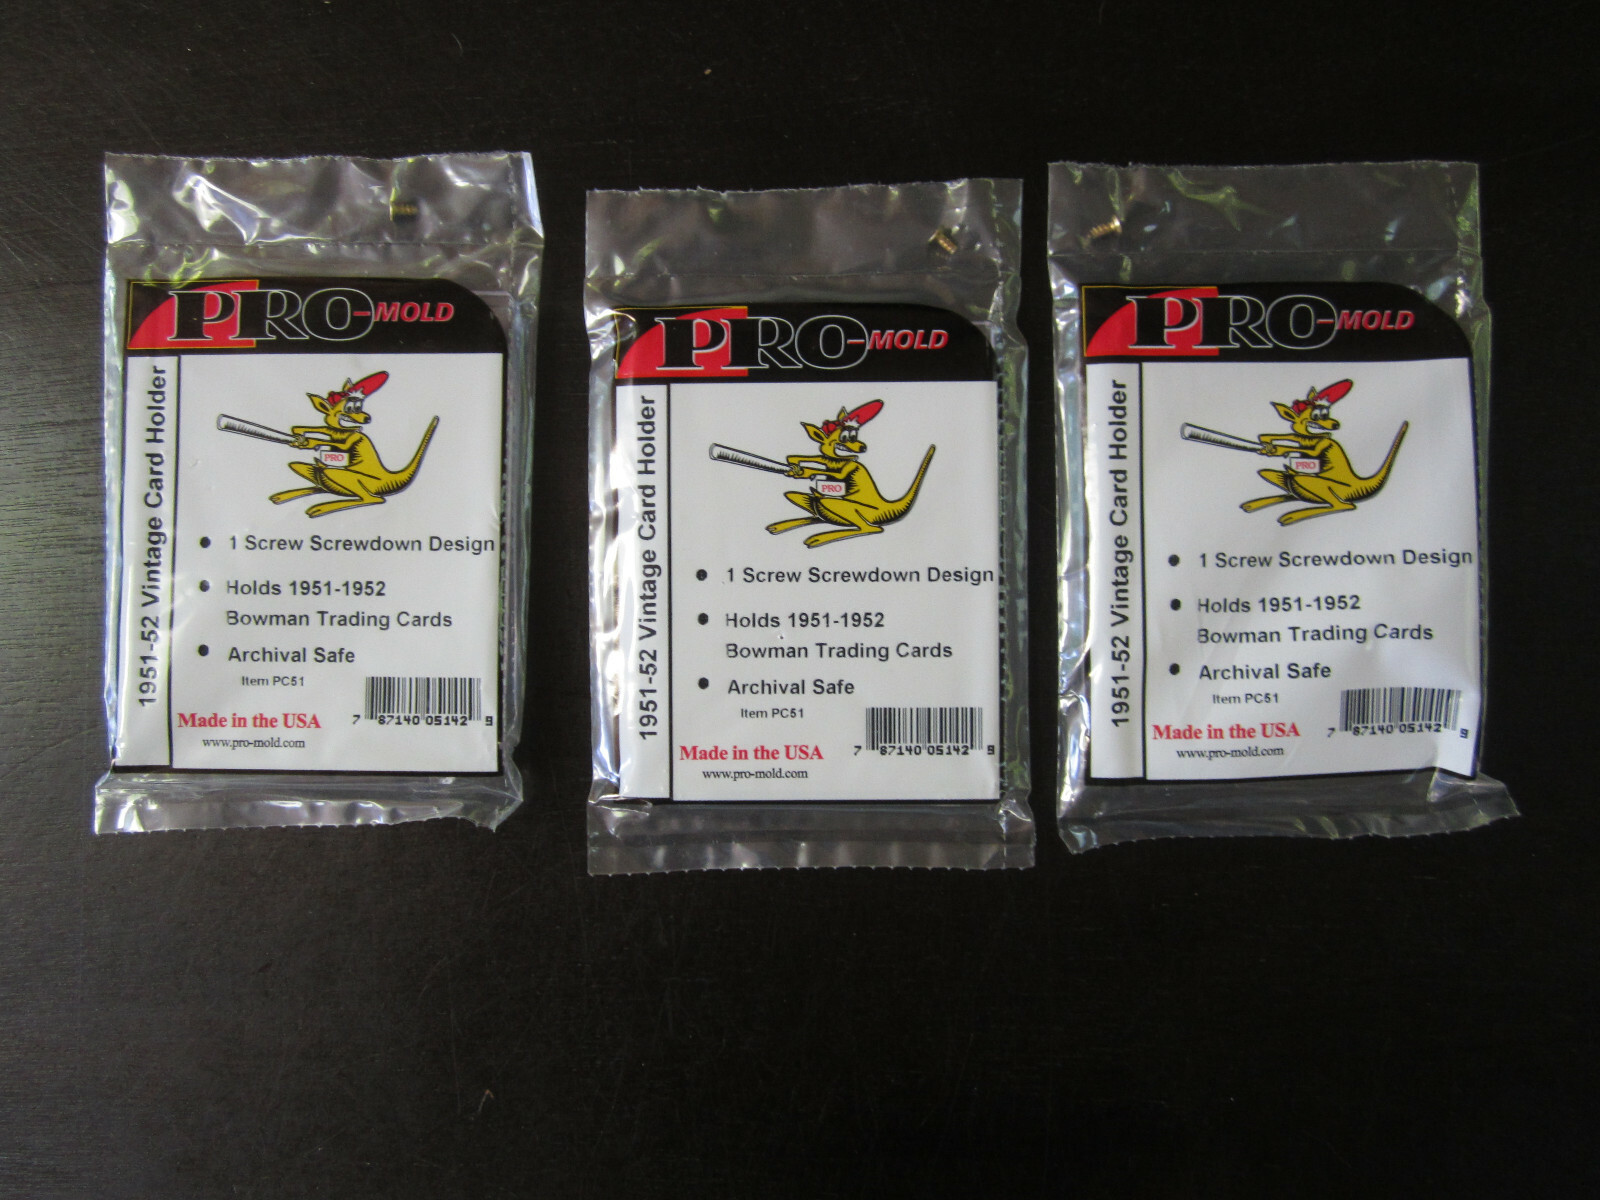 PRO-MOLD
1951-52 Vintage Card Holder
PRO
• 1 Screw Screwdown Design
• Holds 1951-1952
Bowman Trading Cards
• Archival Safe
Item PC51
Made in the USA
www.pro-mold.com
7 87140 05142 9
PRO-MOLD
1951-52 Vintage Card Holder
PRO
• 1 Screw Screwdown Design
• Holds 1951-1952
Bowman Trading Cards
• Archival Safe
Item PC51
Made in the USA
www.pro-mold.com
7 87140 05142 9
PRO-MOLD
1951-52 Vintage Card Holder
PRO
• 1 Screw Screwdown Design
• Holds 1951-1952
Bowman Trading Cards
• Archival Safe
Item PC51
Made in the USA
www.pro-mold.com
7 87140 05142 9